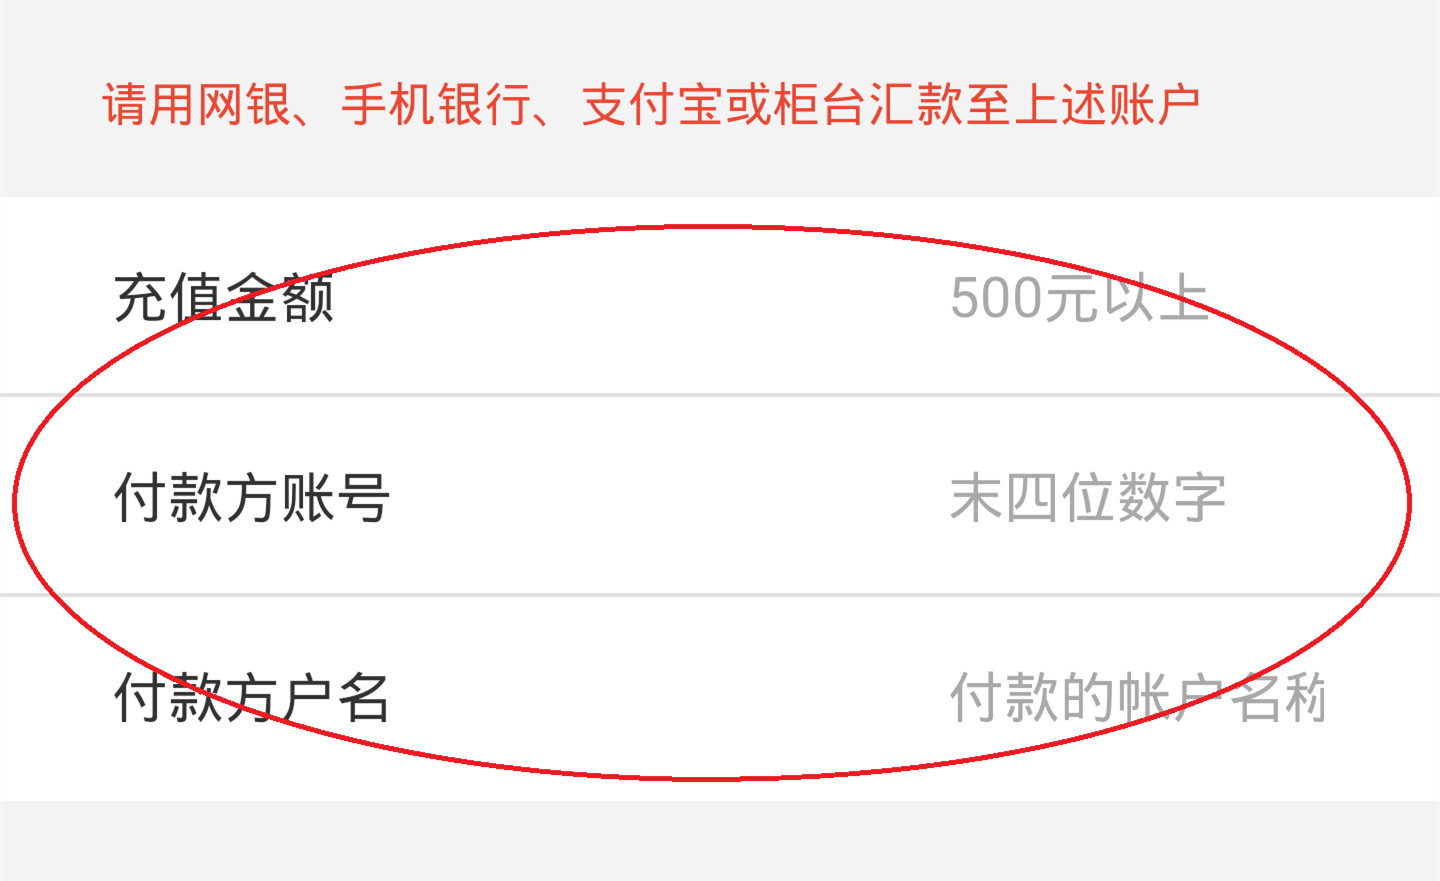 请用网银、手机银行、支付宝或柜台汇款至上述账户
充值金额 500元以上
付款方账号 末四位数字
付款方户名 付款的帐户名称